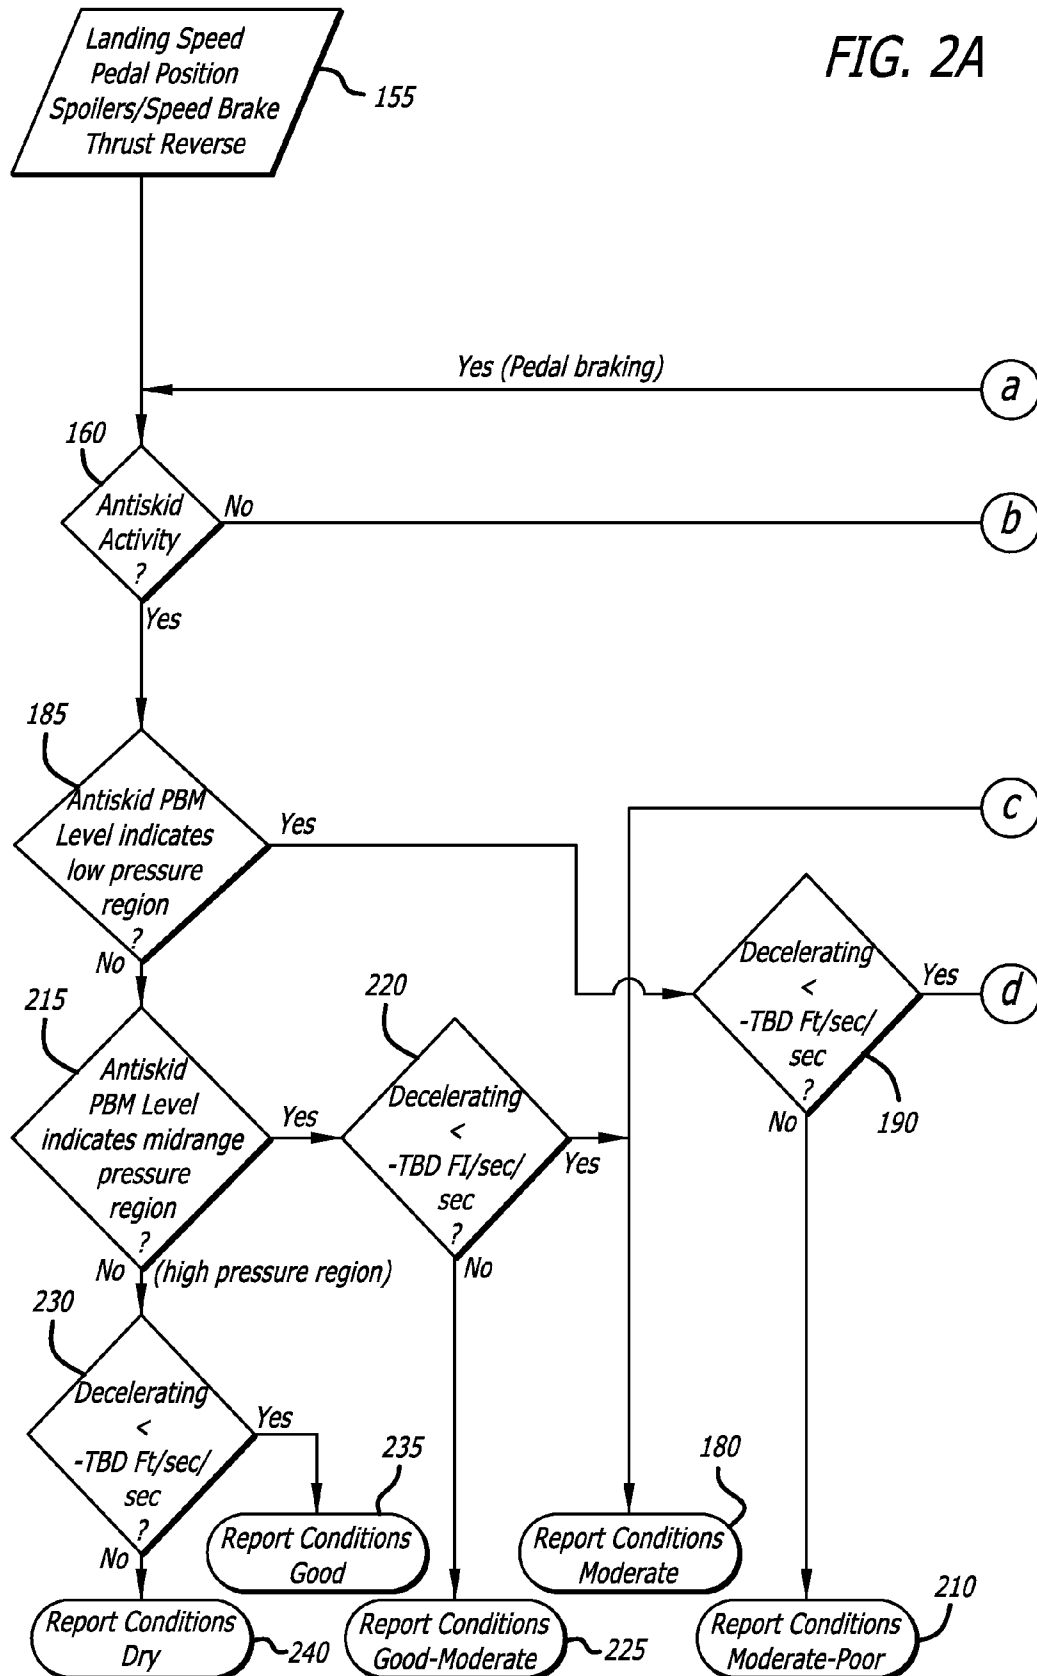 FIG. 2A
Landing Speed
Pedal Position
Spoilers/Speed Brake
Thrust Reverse
155
Yes (Pedal braking)
a
160
Antiskid
Activity
?
No
b
Yes
185
Antiskid PBM
Level indicates
low pressure
region
?
Yes
No
c
Decelerating
<
-TBD Ft/sec/
sec
?
Yes
d
No
190
215
Antiskid
PBM Level
indicates midrange
pressure
region
?
Yes
No
(high pressure region)
220
Decelerating
<
-TBD FI/sec/
sec
?
Yes
No
230
Decelerating
<
-TBD Ft/sec/
sec
?
Yes
No
235
Report Conditions
Good
180
Report Conditions
Moderate
Report Conditions
Dry
240
Report Conditions
Good-Moderate
225
Report Conditions
Moderate-Poor
210